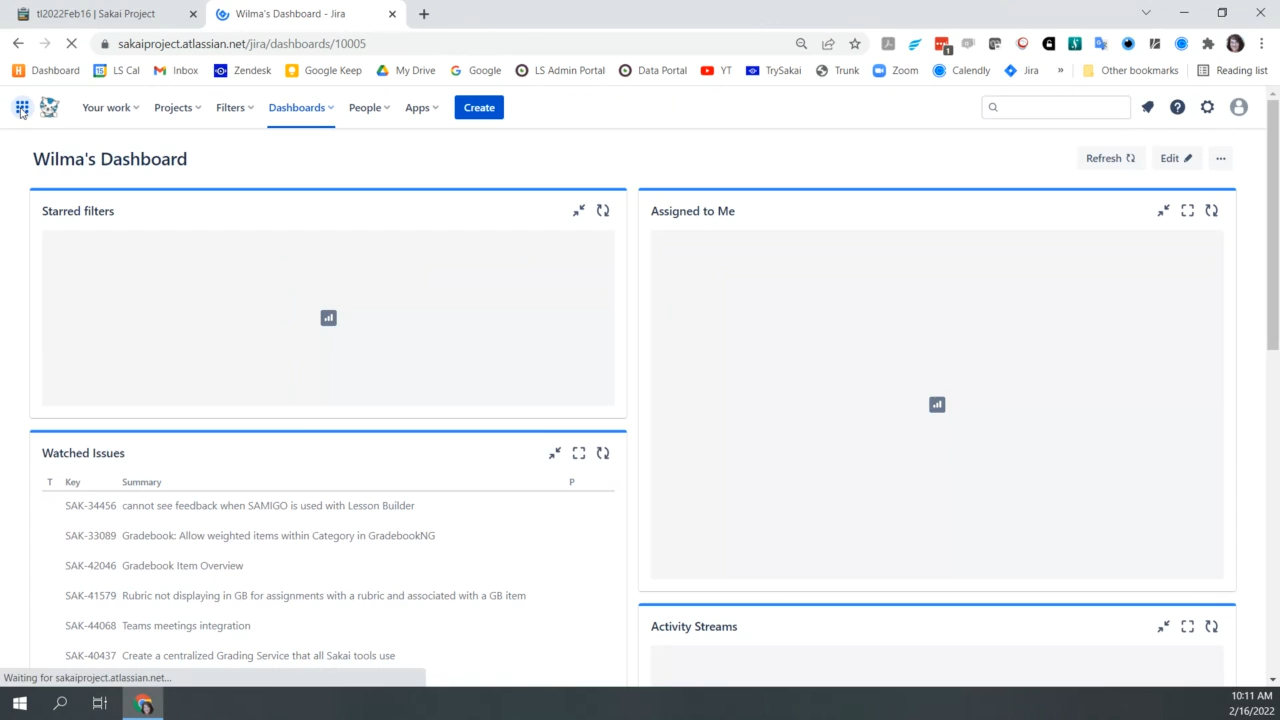 tl2022Feb16 | Sakai Project
Wilma's Dashboard - Jira
sakaiproject.atlassian.net/jira/dashboards/10005
1
Dashboard LS Cal Inbox Zendesk Google Keep My Drive Google LS Admin Portal Data Portal YT TrySakai Trunk Zoom Calendly Jira » Other bookmarks Reading list
Your work Projects Filters Dashboards People Apps Create
Wilma's Dashboard
Refresh Edit
Starred filters
Assigned to Me
Watched Issues
T Key Summary P
SAK-34456 cannot see feedback when SAMIGO is used with Lesson Builder
SAK-33089 Gradebook: Allow weighted items within Category in GradebookNG
SAK-42046 Gradebook Item Overview
SAK-41579 Rubric not displaying in GB for assignments with a rubric and associated with a GB item
SAK-44068 Teams meetings integration
SAK-40437 Create a centralized Grading Service that all Sakai tools use
Activity Streams
Waiting for sakaiproject.atlassian.net...
10:11 AM
2/16/2022